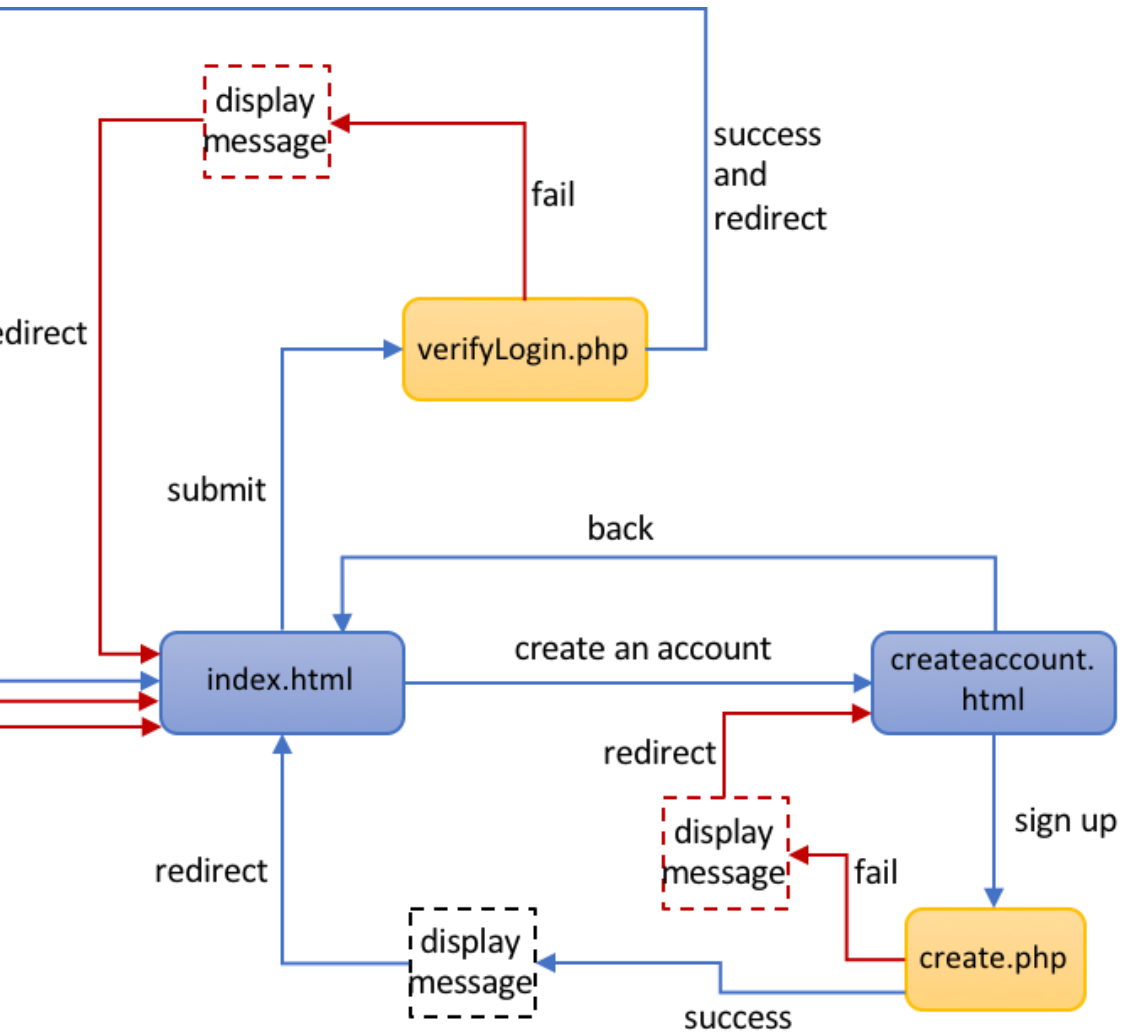 display
message
success
and
redirect
fail
edirect
verifyLogin.php
submit
back
index.html
create an account
createaccount.
html
redirect
display
message
sign up
fail
redirect
display
message
create.php
success